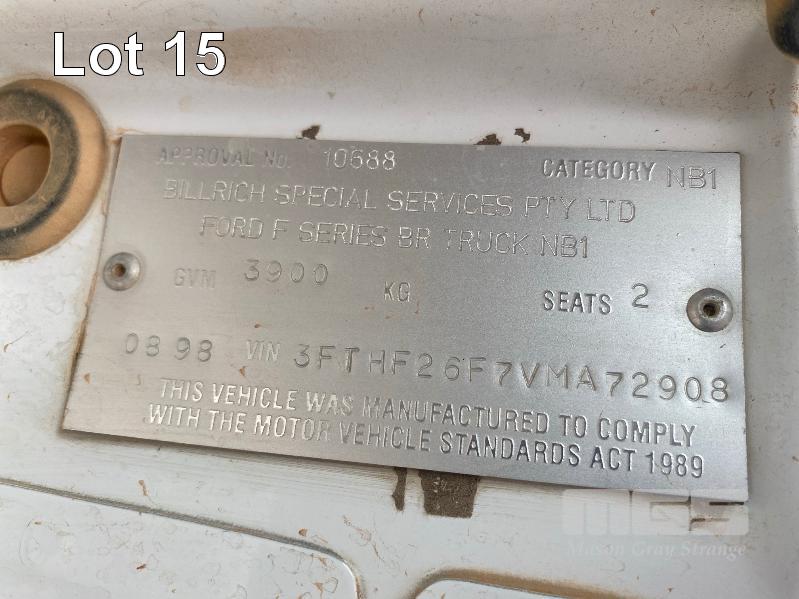 Lot 15
APPROVAL No. 10688 CATEGORY NB1
BILLRICH SPECIAL SERVICES PTY LTD
FORD F SERIES BR TRUCK NB1
GVM 3900 KG SEATS 2
0898 VIN 3FTHF26F7VMA72908
THIS VEHICLE WAS MANUFACTURED TO COMPLY
WITH THE MOTOR VEHICLE STANDARDS ACT 1989
MGS
Mason Gray Strange